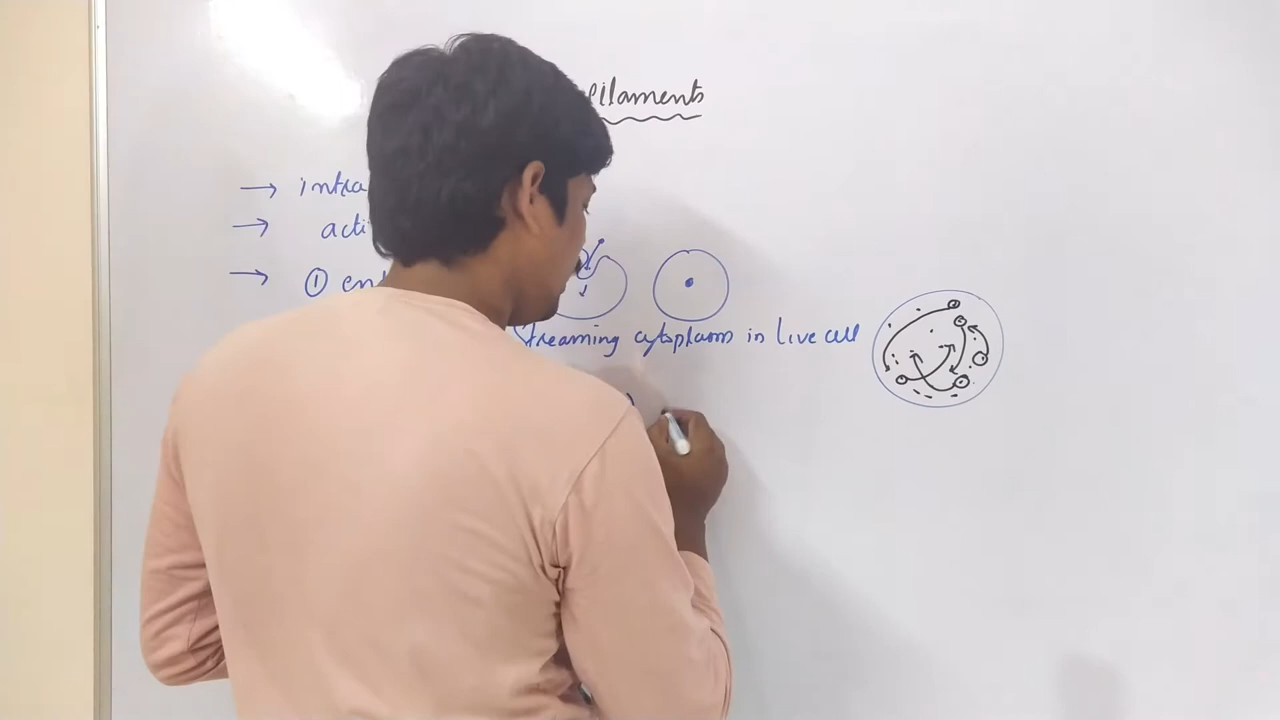 filaments
→ intra
→ acti
→ ① en
Streaming cytoplasm in live cell